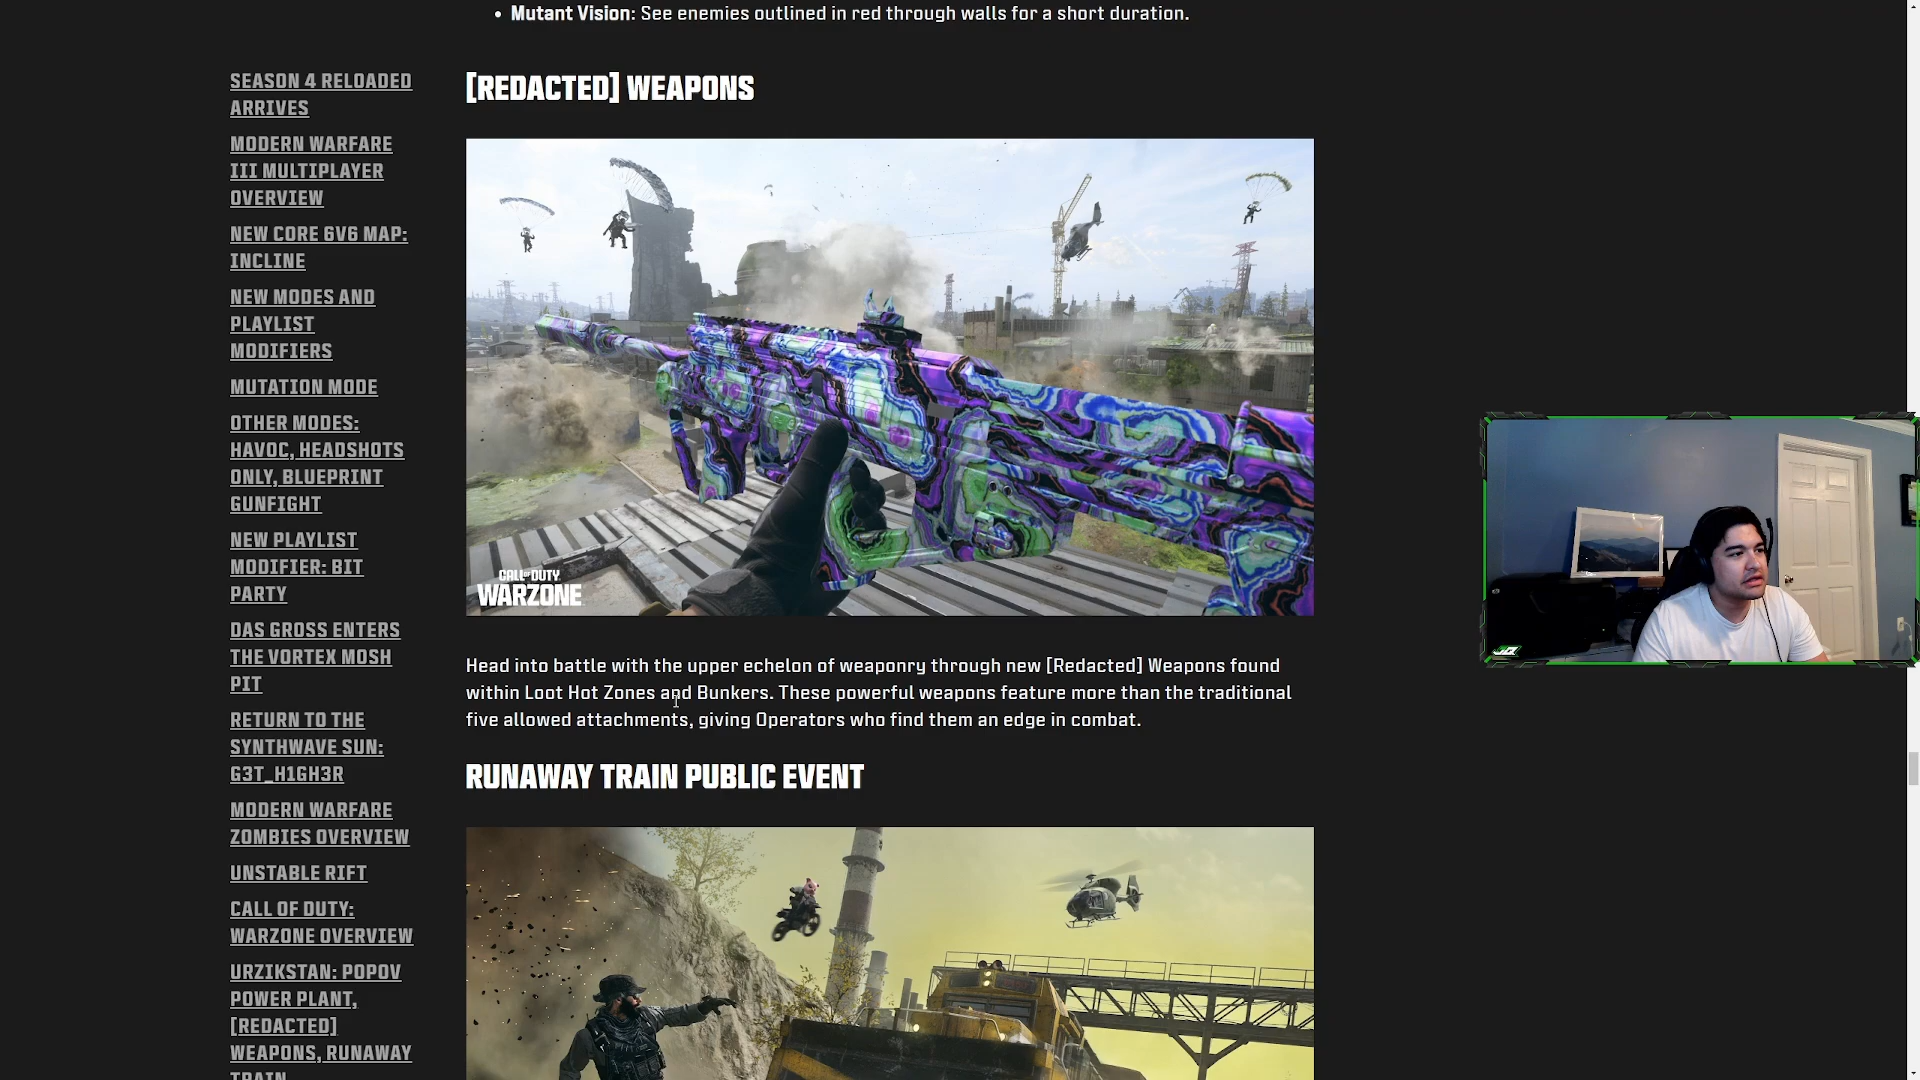 • Mutant Vision: See enemies outlined in red through walls for a short duration.
SEASON 4 RELOADED
ARRIVES
MODERN WARFARE
III MULTIPLAYER
OVERVIEW
NEW CORE 6V6 MAP:
INCLINE
NEW MODES AND
PLAYLIST
MODIFIERS
MUTATION MODE
OTHER MODES:
HAVOC, HEADSHOTS
ONLY, BLUEPRINT
GUNFIGHT
NEW PLAYLIST
MODIFIER: BIT
PARTY
DAS GROSS ENTERS
THE VORTEX MOSH
PIT
RETURN TO THE
SYNTHWAVE SUN:
G3T_H1GH3R
MODERN WARFARE
ZOMBIES OVERVIEW
UNSTABLE RIFT
CALL OF DUTY:
WARZONE OVERVIEW
URZIKSTAN: POPOV
POWER PLANT,
[REDACTED]
WEAPONS, RUNAWAY
TRAIN
[REDACTED] WEAPONS
CALL OF DUTY
WARZONE
Head into battle with the upper echelon of weaponry through new [Redacted] Weapons found
within Loot Hot Zones and Bunkers. These powerful weapons feature more than the traditional
five allowed attachments, giving Operators who find them an edge in combat.
RUNAWAY TRAIN PUBLIC EVENT